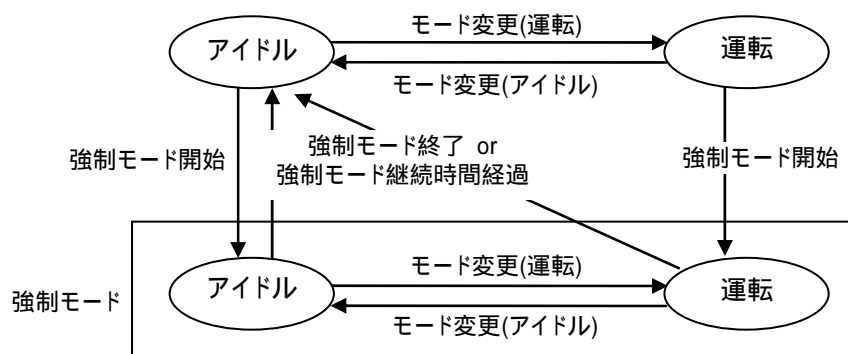 モード変更(運転)
アイドル
運転
モード変更(アイドル)
強制モード開始
強制モード終了 or
強制モード継続時間経過
強制モード開始
モード変更(運転)
アイドル
運転
強制モード
モード変更(アイドル)